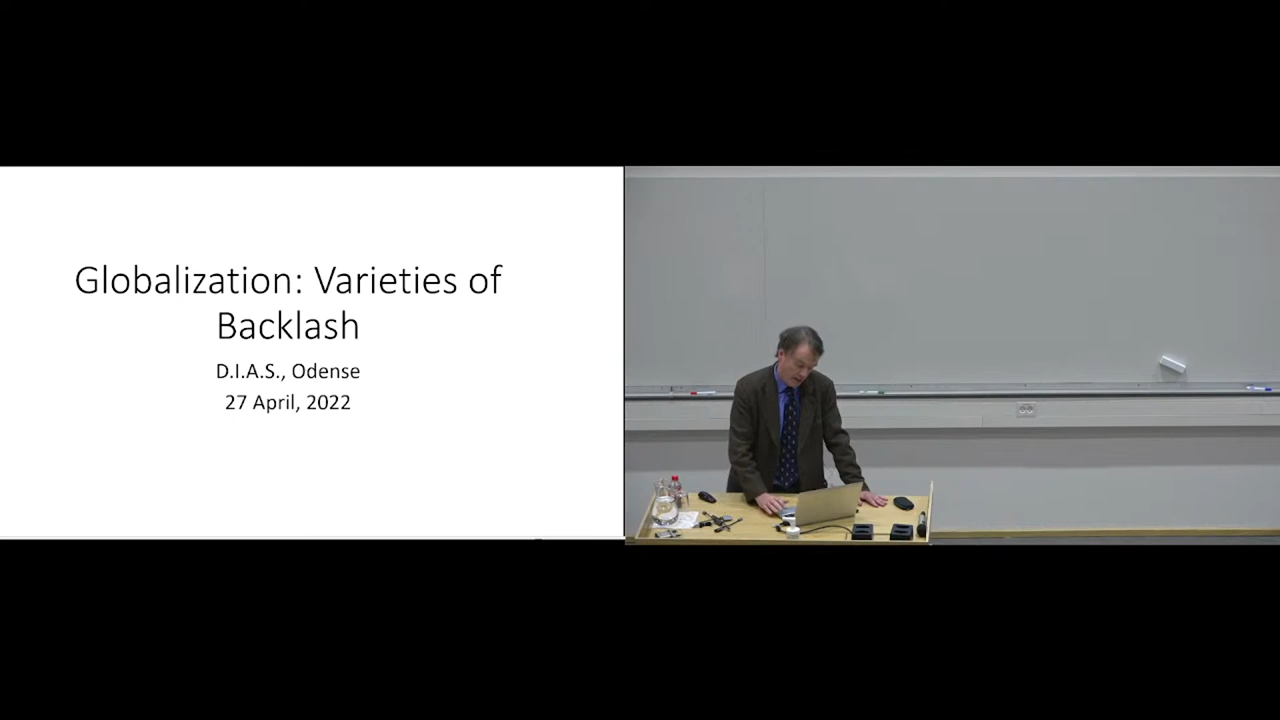 Globalization: Varieties of
Backlash
D.I.A.S., Odense
27 April, 2022